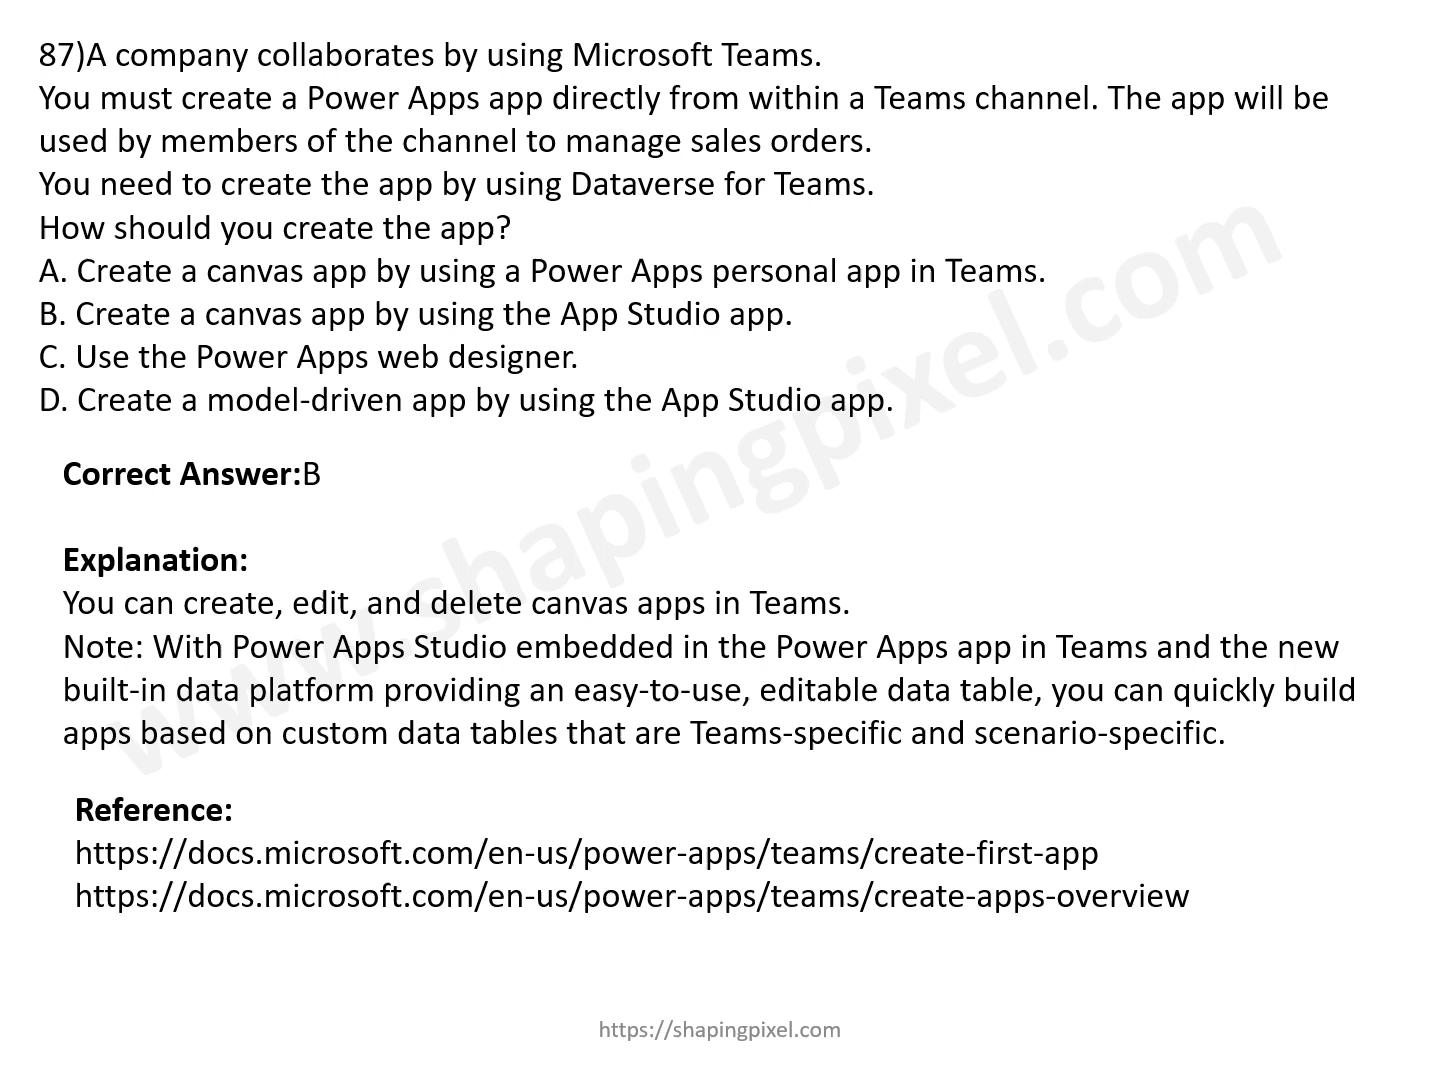 87)A company collaborates by using Microsoft Teams.
You must create a Power Apps app directly from within a Teams channel. The app will be
used by members of the channel to manage sales orders.
You need to create the app by using Dataverse for Teams.
How should you create the app?
A. Create a canvas app by using a Power Apps personal app in Teams.
B. Create a canvas app by using the App Studio app.
C. Use the Power Apps web designer.
D. Create a model-driven app by using the App Studio app.
Correct Answer:B
Explanation:
You can create, edit, and delete canvas apps in Teams.
Note: With Power Apps Studio embedded in the Power Apps app in Teams and the new
built-in data platform providing an easy-to-use, editable data table, you can quickly build
apps based on custom data tables that are Teams-specific and scenario-specific.
Reference:
https://docs.microsoft.com/en-us/power-apps/teams/create-first-app
https://docs.microsoft.com/en-us/power-apps/teams/create-apps-overview
www.shapingpixel.com
https://shapingpixel.com